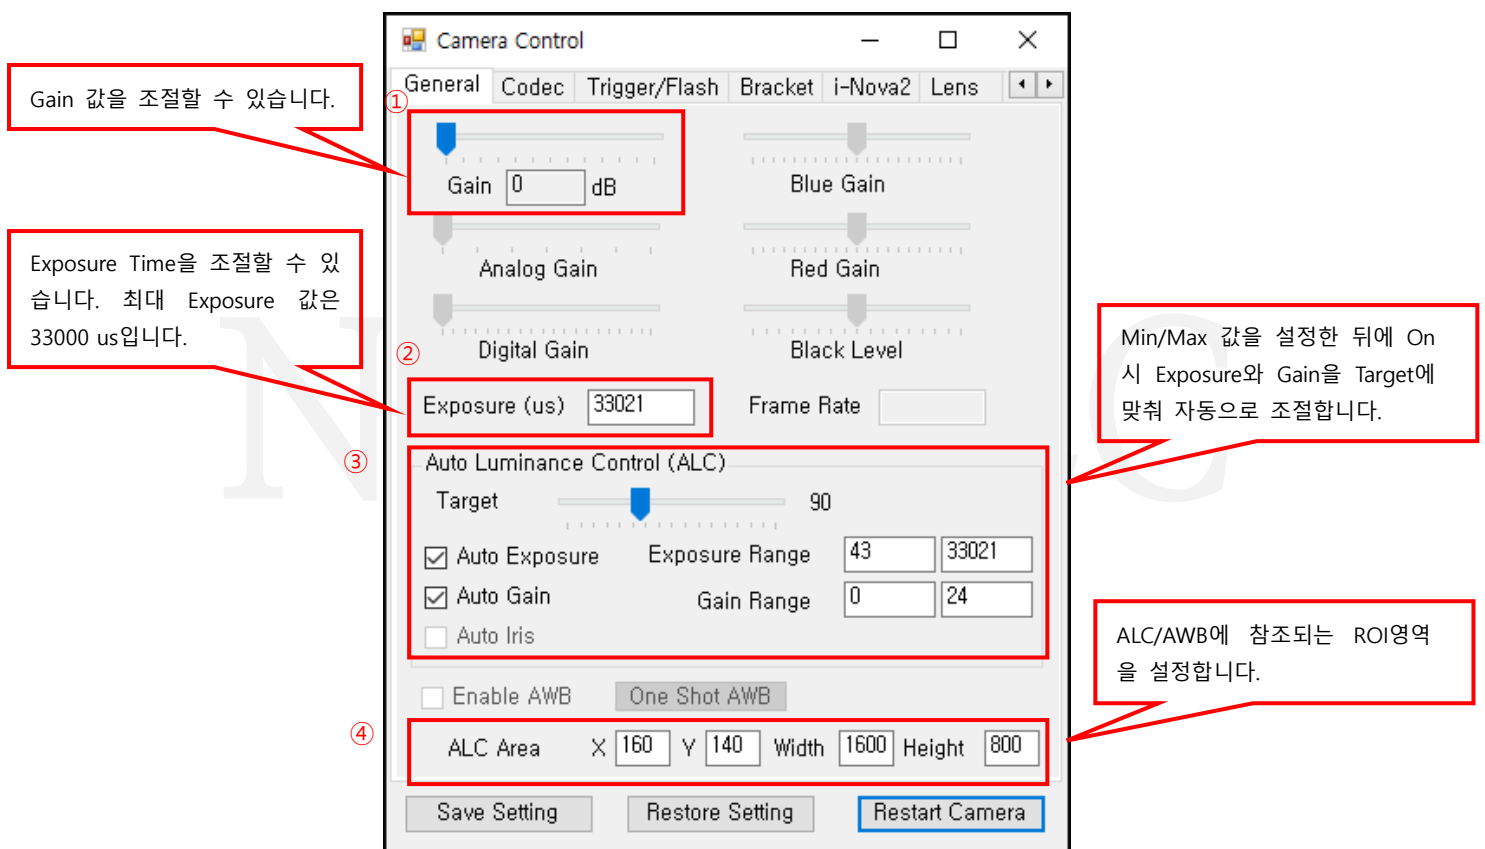 Camera Control
General Codec Trigger/Flash Bracket i-Nova2 Lens
Gain 값을 조절할 수 있습니다.
①
Gain 0 dB
Blue Gain
Analog Gain
Red Gain
Exposure Time을 조절할 수 있
습니다. 최대 Exposure 값은
33000 us입니다.
Digital Gain
Black Level
②
Exposure (us) 33021
Frame Rate
Min/Max 값을 설정한 뒤에 On
시 Exposure와 Gain을 Target에
맞춰 자동으로 조절합니다.
③
Auto Luminance Control (ALC)
Target 90
Auto Exposure Exposure Range 43 33021
Auto Gain Gain Range 0 24
Auto Iris
ALC/AWB에 참조되는 ROI영역
을 설정합니다.
Enable AWB One Shot AWB
④
ALC Area X 160 Y 140 Width 1600 Height 800
Save Setting Restore Setting Restart Camera